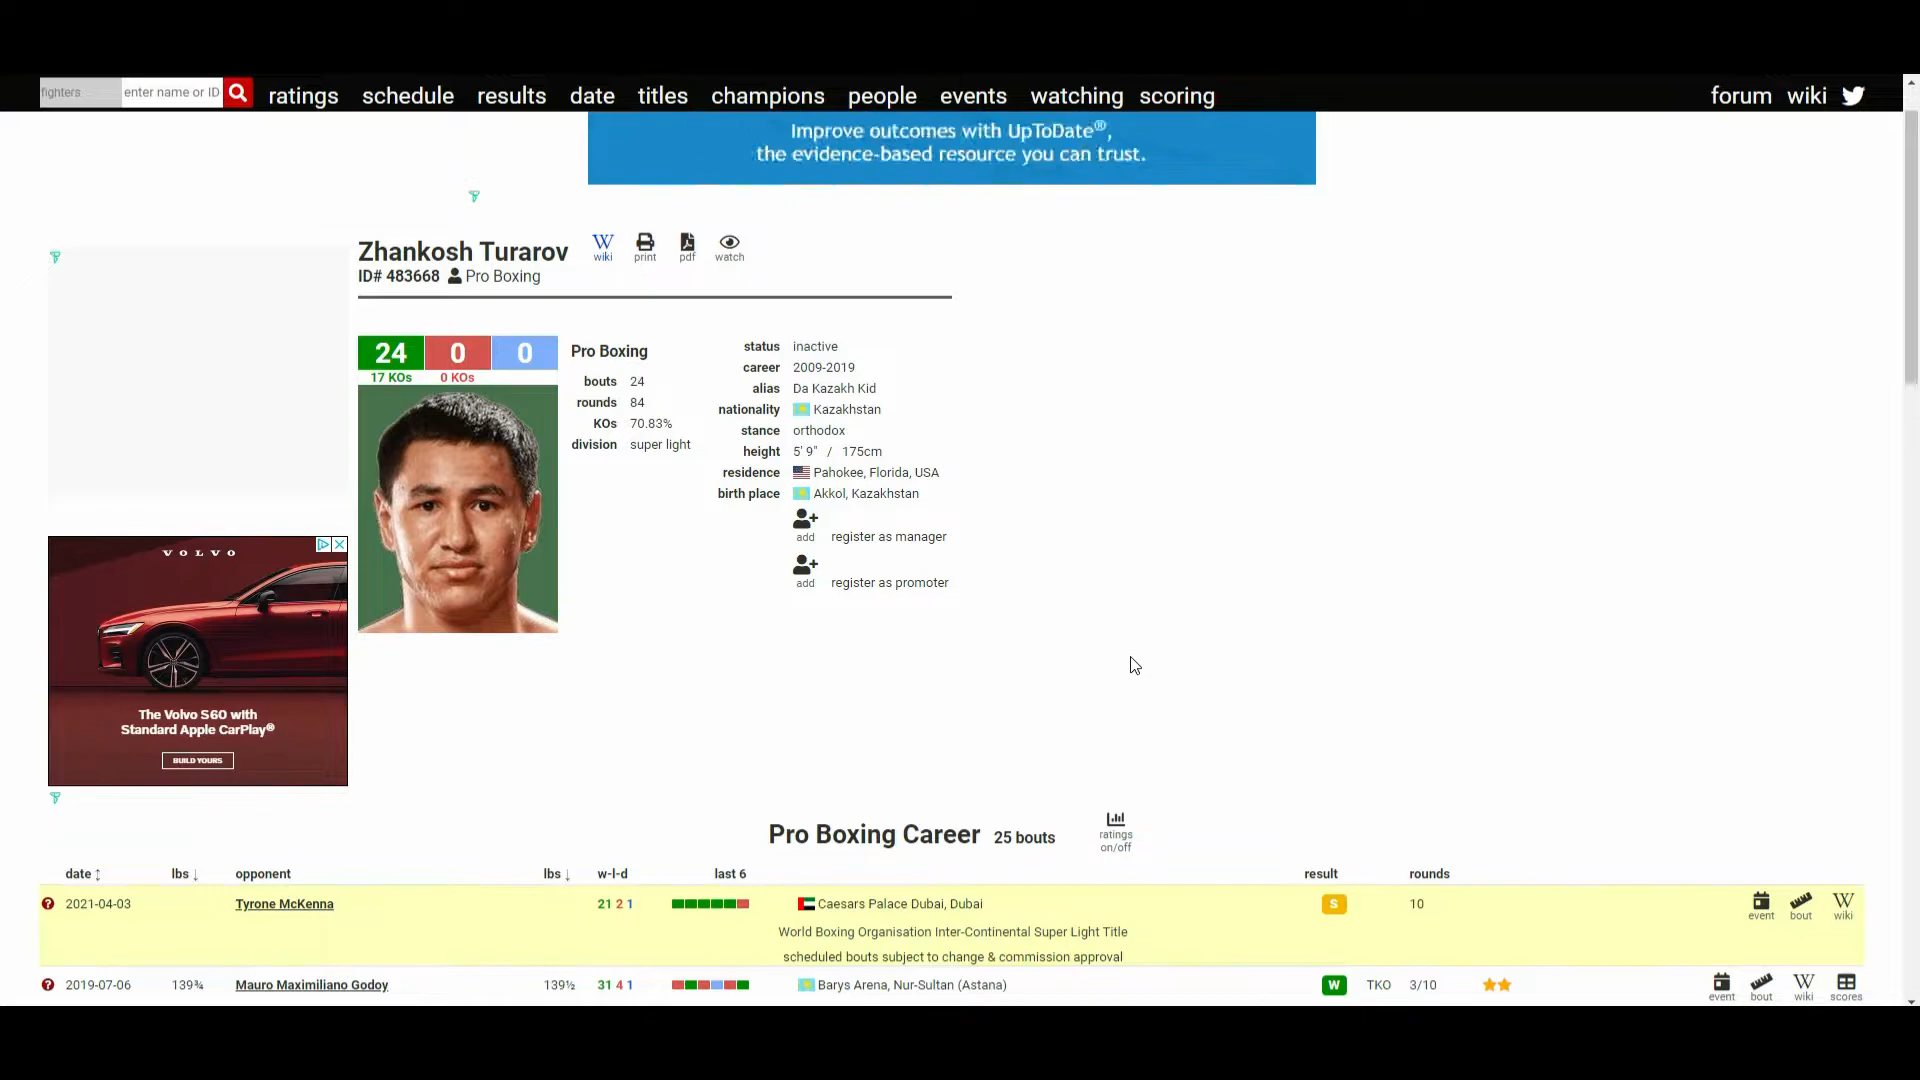 fighters enter name or ID ratings schedule results date titles champions people events watching scoring forum wiki
Improve outcomes with UpToDate®,
the evidence-based resource you can trust.
Zhankosh Turarov
W wiki print pdf watch
ID# 483668 Pro Boxing
24 0 0
17 KOs 0 KOs
Pro Boxing
bouts 24
rounds 84
KOs 70.83%
division super light
status inactive
career 2009-2019
alias Da Kazakh Kid
nationality Kazakhstan
stance orthodox
height 5' 9" / 175cm
residence Pahokee, Florida, USA
birth place Akkol, Kazakhstan
add register as manager
add register as promoter
VOLVO
The Volvo S60 with
Standard Apple CarPlay®
BUILD YOURS
Pro Boxing Career 25 bouts
ratings
on/off
date lbs opponent lbs w-l-d last 6 result rounds
2021-04-03 Tyrone McKenna 21 2 1 Caesars Palace Dubai, Dubai S 10 event bout W wiki
World Boxing Organisation Inter-Continental Super Light Title
scheduled bouts subject to change & commission approval
2019-07-06 139¾ Mauro Maximiliano Godoy 139½ 31 4 1 Barys Arena, Nur-Sultan (Astana) W TKO 3/10 event bout W wiki scores